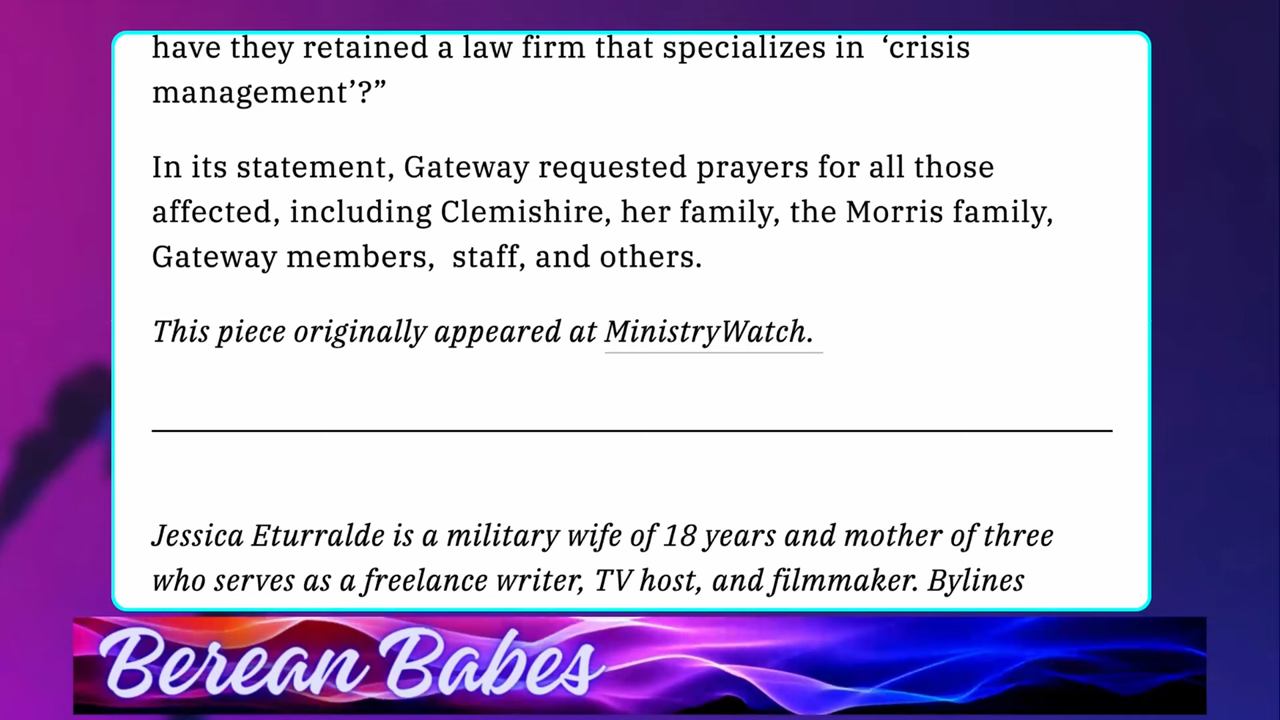 have they retained a law firm that specializes in  ‘crisis
management’?”
In its statement, Gateway requested prayers for all those
affected, including Clemishire, her family, the Morris family,
Gateway members,  staff, and others.
This piece originally appeared at MinistryWatch.
Jessica Eturralde is a military wife of 18 years and mother of three
who serves as a freelance writer, TV host, and filmmaker. Bylines
Berean Babes